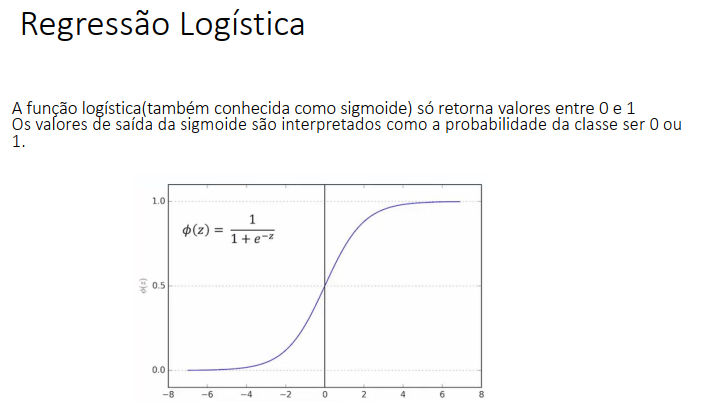 Regressão Logística
A função logística(também conhecida como sigmoide) só retorna valores entre 0 e 1
Os valores de saída da sigmoide são interpretados como a probabilidade da classe ser 0 ou
1.
1.0
ϕ(z) = 1 / 1 + e^-z
ϕ(z)
0.5
0.0
−8 −6 −4 −2 0 2 4 6 8